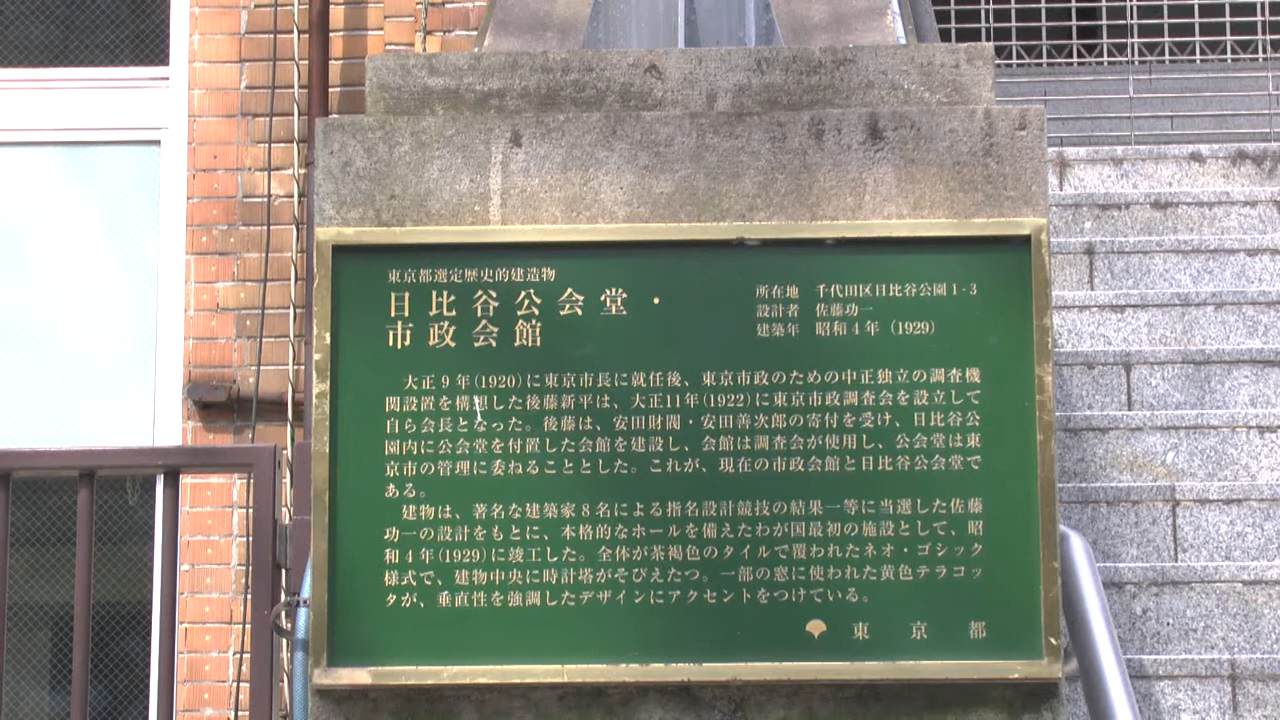 東京都選定歴史的建造物
日比谷公会堂・
市政会館
所在地 千代田区日比谷公園1-3
設計者 佐藤功一
建築年 昭和4年（1929）
大正9年(1920)に東京市長に就任後、東京市政のための中正独立の調査機
関設置を構想した後藤新平は、大正11年(1922)に東京市政調査会を設立して
自ら会長となった。後藤は、安田財閥・安田善次郎の寄付を受け、日比谷公
園内に公会堂を付置した会館を建設し、会館は調査会が使用し、公会堂は東
京市の管理に委ねることとした。これが、現在の市政会館と日比谷公会堂で
ある。
建物は、著名な建築家8名による指名設計競技の結果一等に当選した佐藤
功一の設計をもとに、本格的なホールを備えたわが国最初の施設として、昭
和4年(1929)に竣工した。全体が茶褐色のタイルで覆われたネオ・ゴシック
様式で、建物中央に時計塔がそびえたつ。一部の窓に使われた黄色テラコッ
タが、垂直性を強調したデザインにアクセントをつけている。
東京都